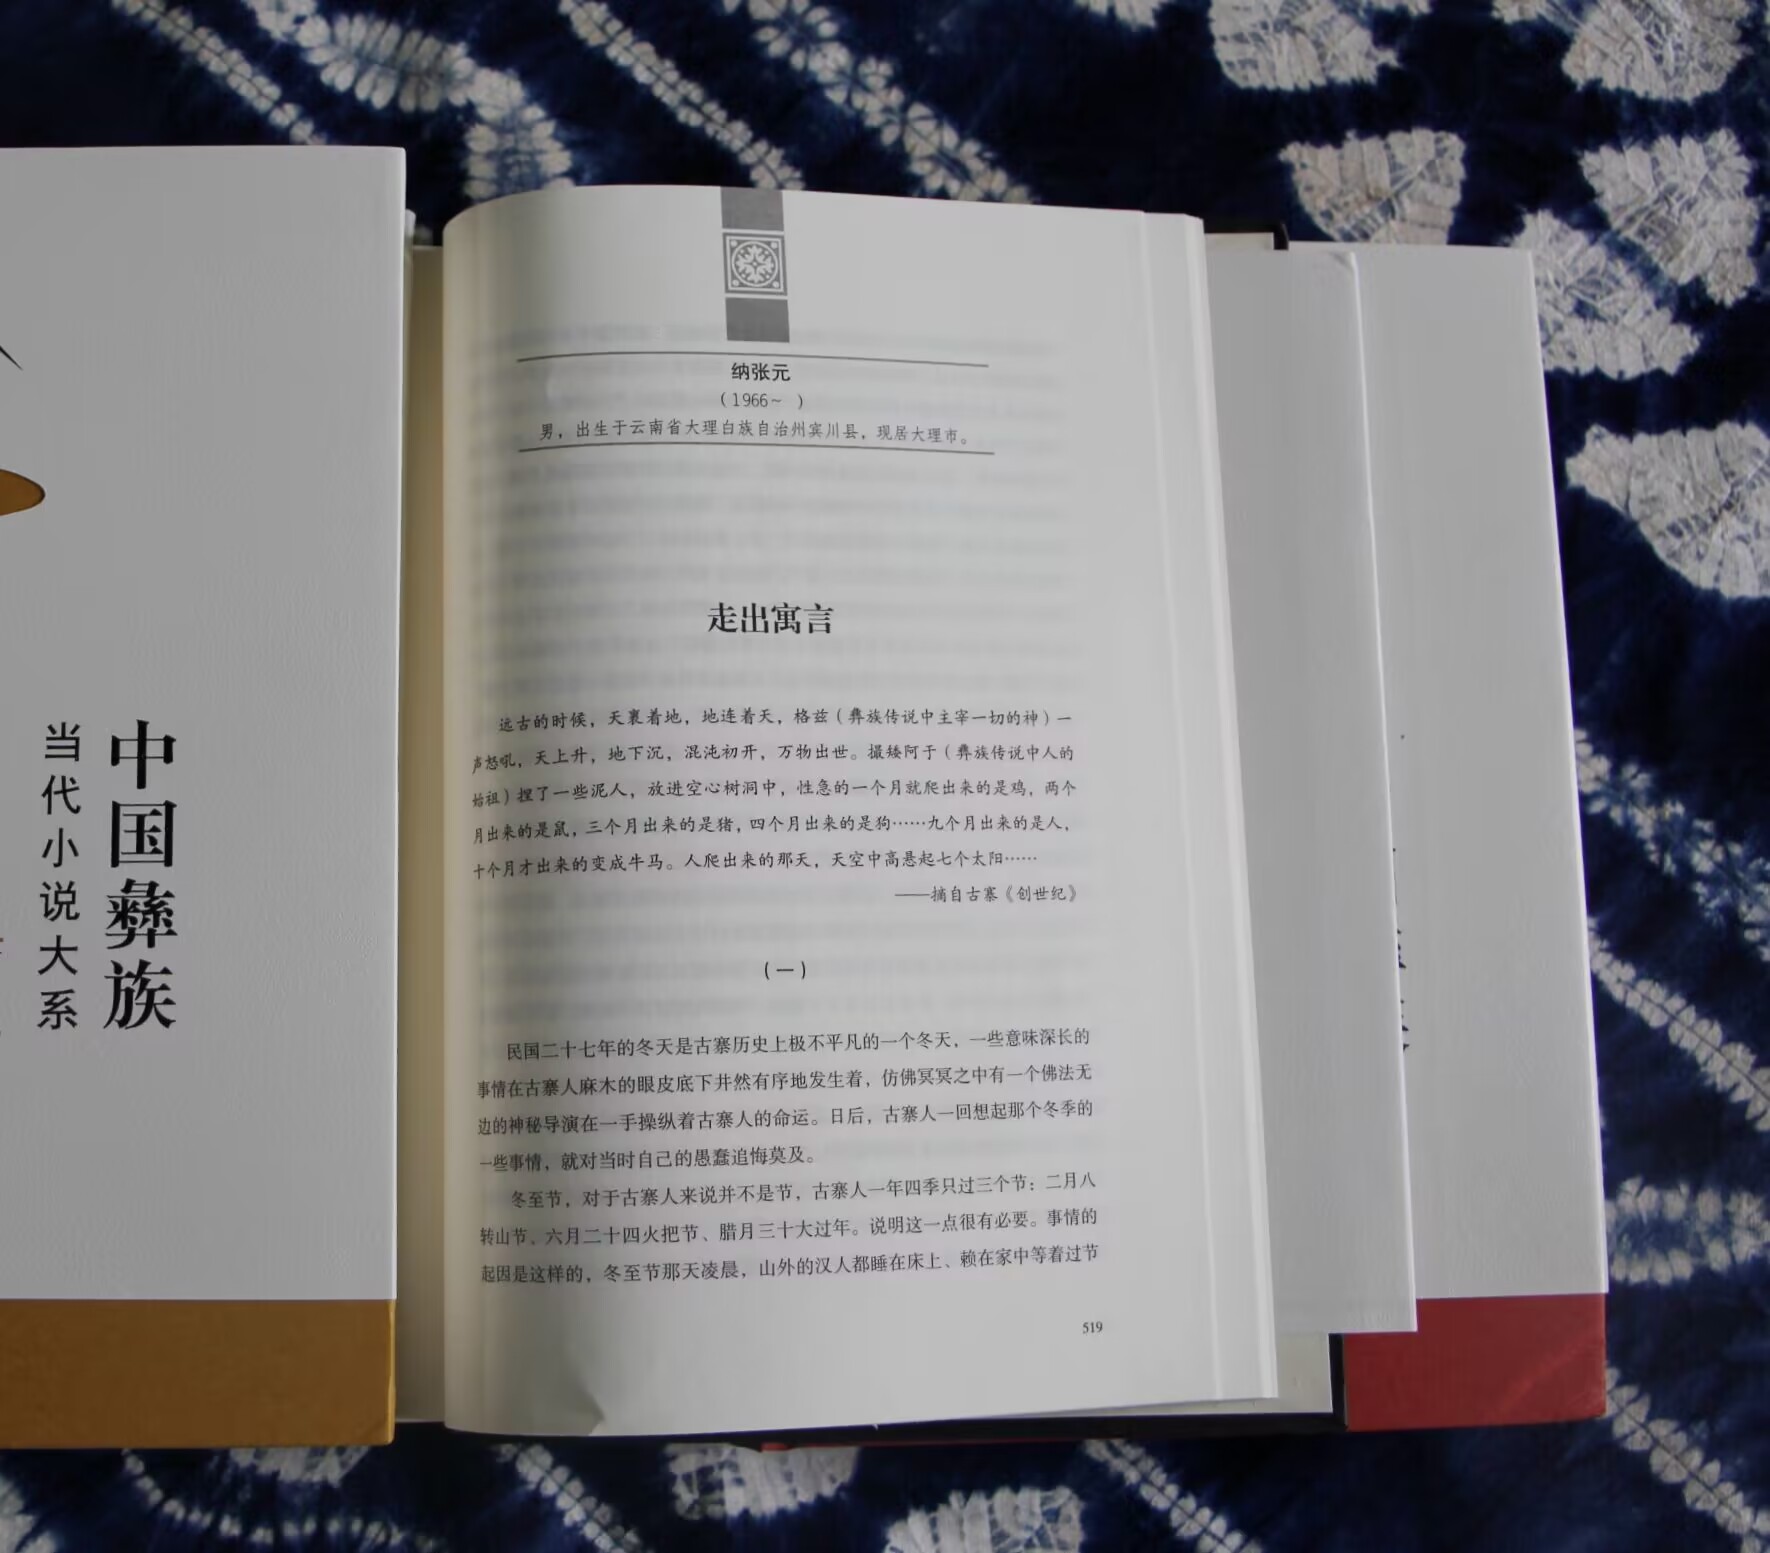 中国彝族
当代小说大系
纳张元
（1966~ ）
男，出生于云南省大理白族自治州宾川县，现居大理市。
走出寓言
远古的时候，天裹着地，地连着天，格兹（彝族传说中主宰一切的神）一
声怒吼，天上升，地下沉，混沌初开，万物出世。撮矮阿于（彝族传说中人的
始祖）捏了一些泥人，放进空心树洞中，性急的一个月就爬出来的是鸡，两个
月出来的是鼠，三个月出来的是猪，四个月出来的是狗……九个月出来的是人，
十个月才出来的变成牛马。人爬出来的那天，天空中高悬起七个太阳……
——摘自古寨《创世纪》
（一）
民国二十七年的冬天是古寨历史上极不平凡的一个冬天，一些意味深长的
事情在古寨人麻木的眼皮底下井然有序地发生着，仿佛冥冥之中有一个佛法无
边的神秘导演在一手操纵着古寨人的命运。日后，古寨人一回想起那个冬季的
一些事情，就对当时自己的愚蠢追悔莫及。
冬至节，对于古寨人来说并不是节，古寨人一年四季只过三个节：二月八
转山节、六月二十四火把节、腊月三十大过年。说明这一点很有必要。事情的
起因是这样的，冬至节那天凌晨，山外的汉人都睡在床上、赖在家中等着过节
519